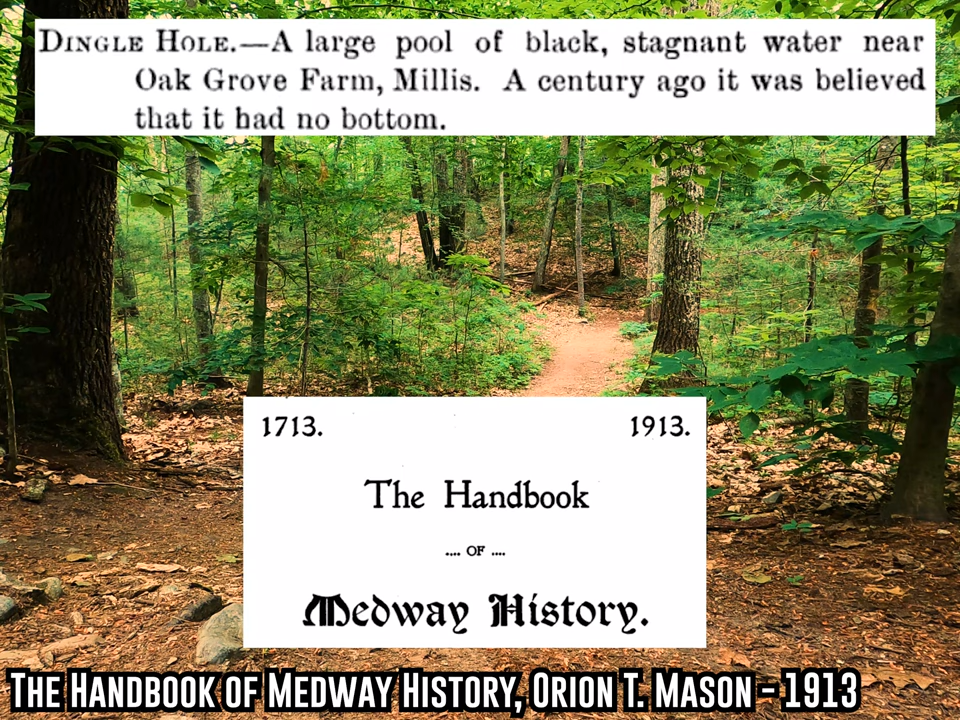 DINGLE HOLE.—A large pool of black, stagnant water near
Oak Grove Farm, Millis. A century ago it was believed
that it had no bottom.
1713. 1913.
The Handbook
.... OF ....
Medway History.
THE HANDBOOK OF MEDWAY HISTORY, ORION T. MASON - 1913